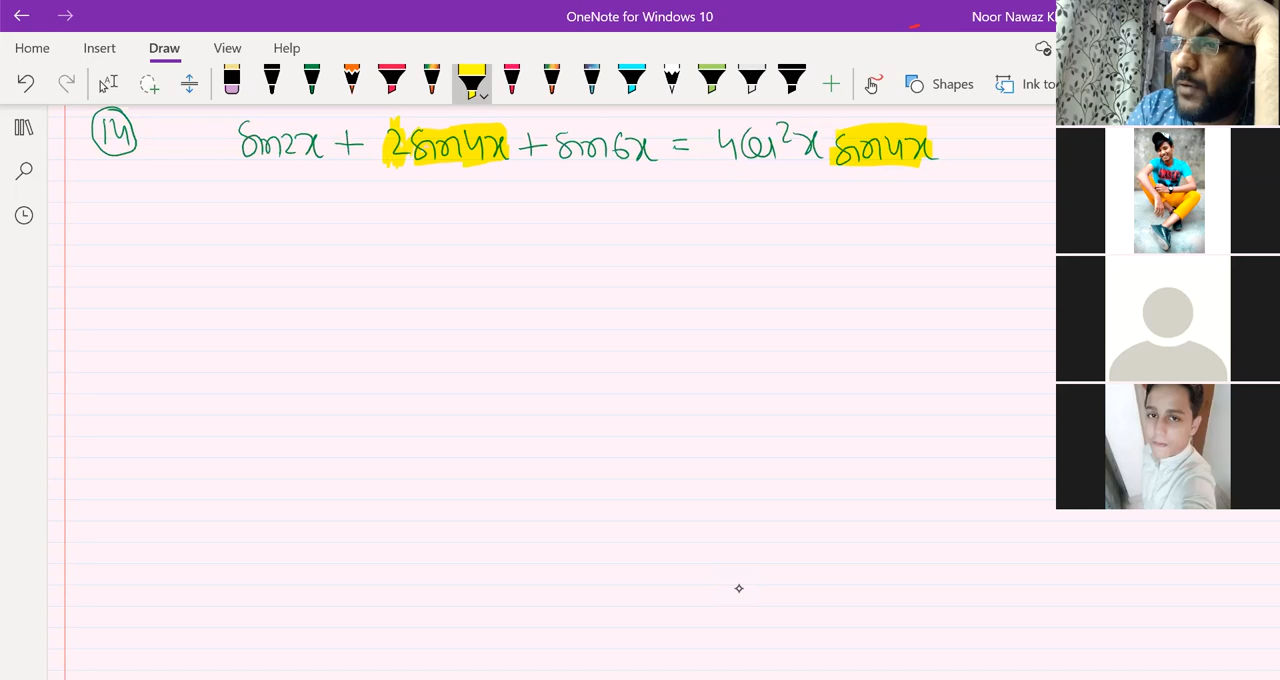 OneNote for Windows 10
Noor Nawaz K
Home Insert Draw View Help
Shapes Ink to
14 sin2x + 2sin4x + sin6x = 4cos²x sin4x